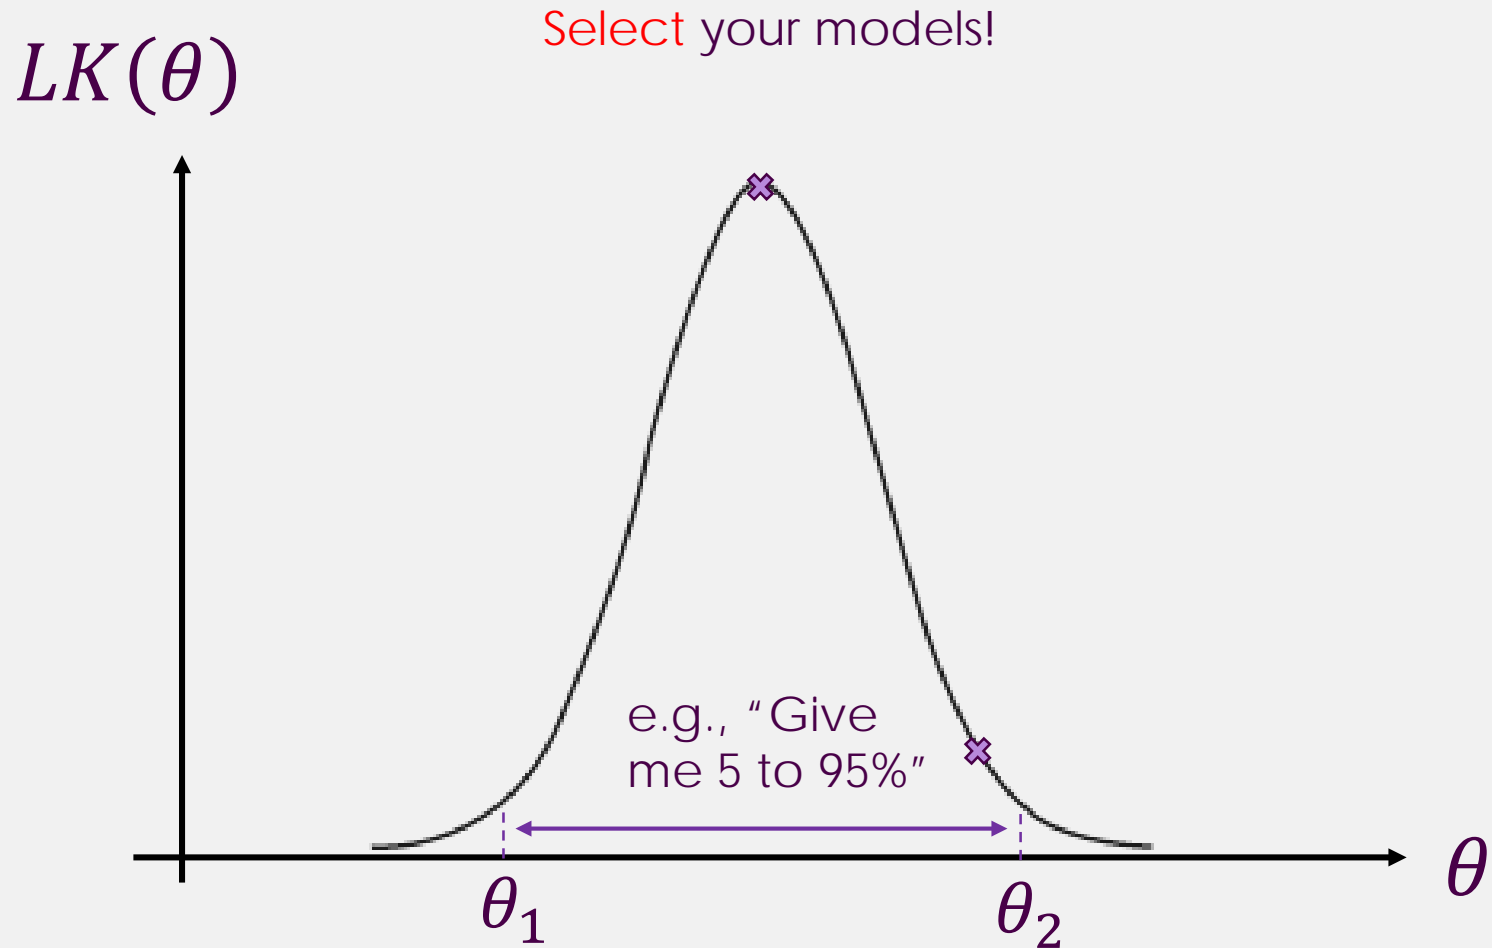 Select your models!
LK(θ)
e.g., “Give
me 5 to 95%”
θ
θ₁
θ₂